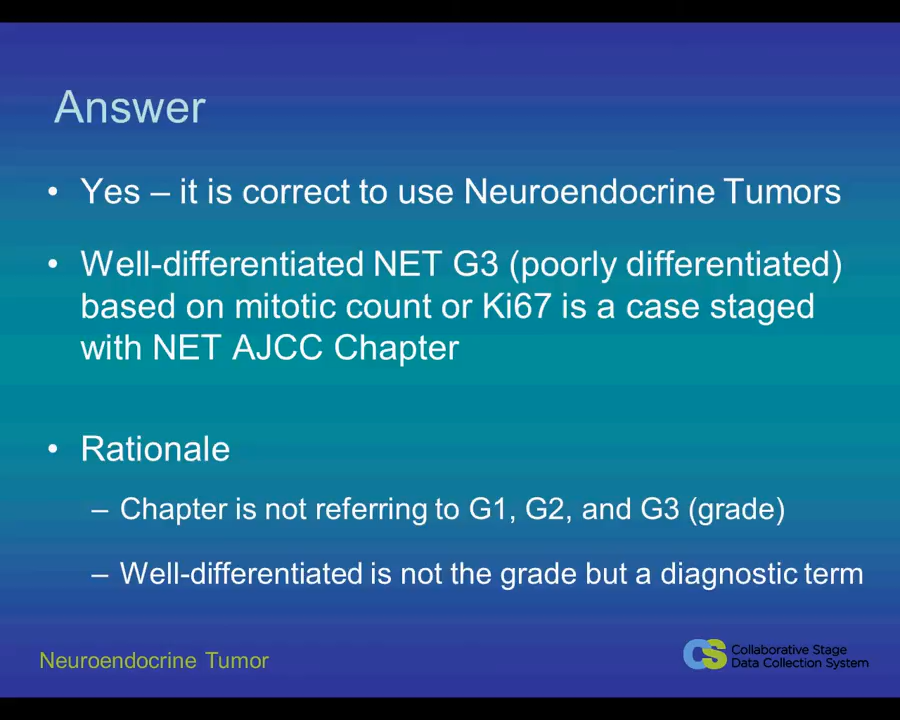 Answer
• Yes – it is correct to use Neuroendocrine Tumors
• Well-differentiated NET G3 (poorly differentiated)
based on mitotic count or Ki67 is a case staged
with NET AJCC Chapter
• Rationale
– Chapter is not referring to G1, G2, and G3 (grade)
– Well-differentiated is not the grade but a diagnostic term
Neuroendocrine Tumor
CS Collaborative Stage
Data Collection System